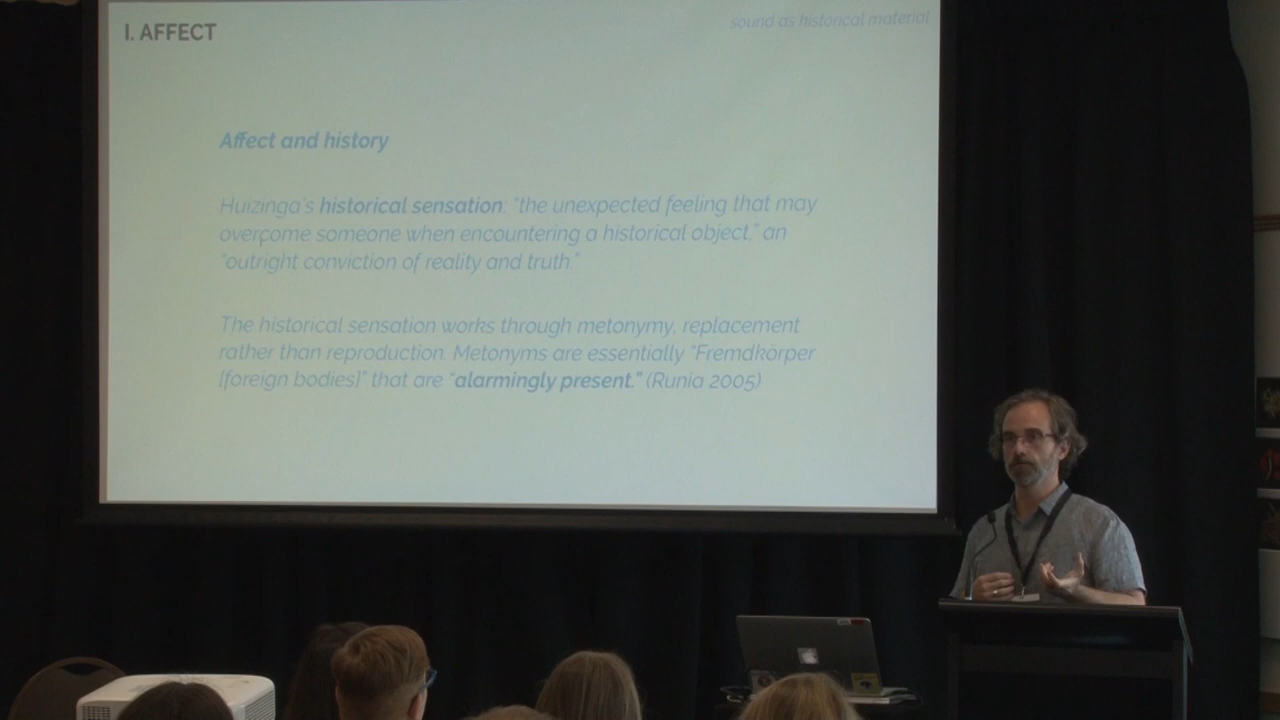 I. AFFECT
sound as historical material
Affect and history
Huizinga's historical sensation: "the unexpected feeling that may
overcome someone when encountering a historical object," an
"outright conviction of reality and truth."
The historical sensation works through metonymy, replacement
rather than reproduction. Metonyms are essentially "Fremdkörper
[foreign bodies]" that are "alarmingly present." (Runia 2005)